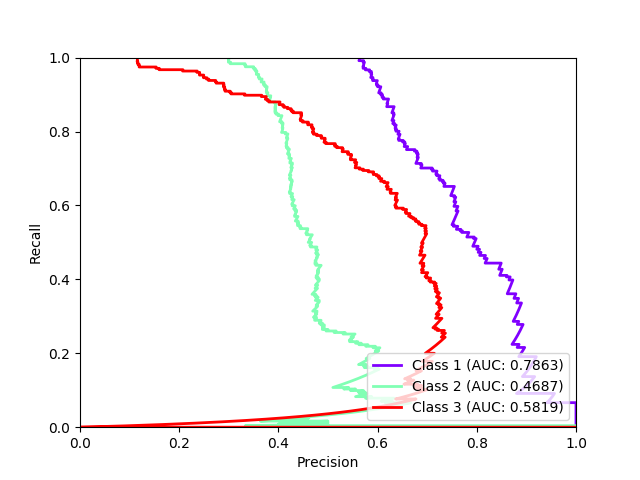 1.0
0.8
0.6
0.4
0.2
0.0
Recall
Class 1 (AUC: 0.7863)
Class 2 (AUC: 0.4687)
Class 3 (AUC: 0.5819)
0.0 0.2 0.4 0.6 0.8 1.0
Precision